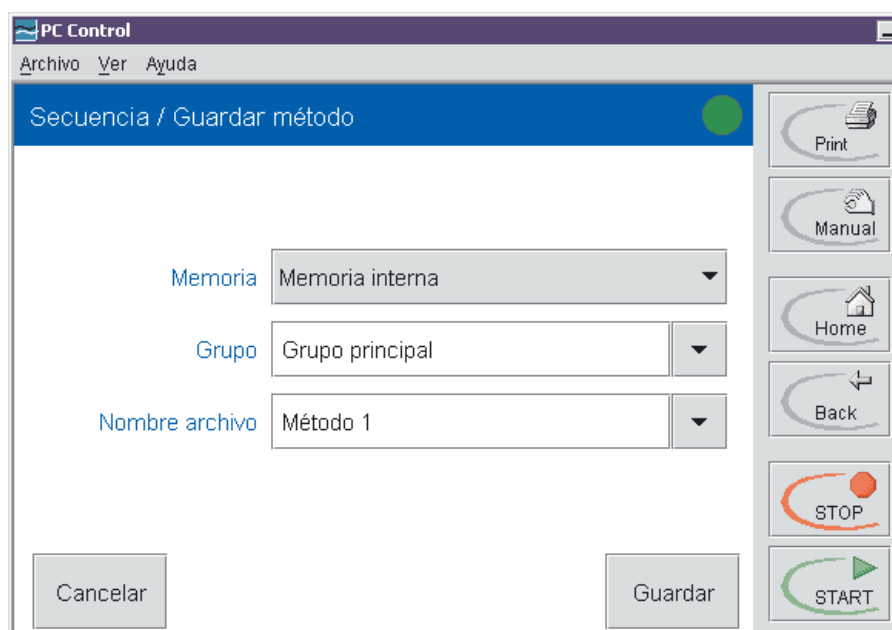 PC Control
Archivo Ver Ayuda
Secuencia / Guardar método
Print
Manual
Memoria Memoria interna
Home
Grupo Grupo principal
Back
Nombre archivo Método 1
STOP
Cancelar Guardar
START